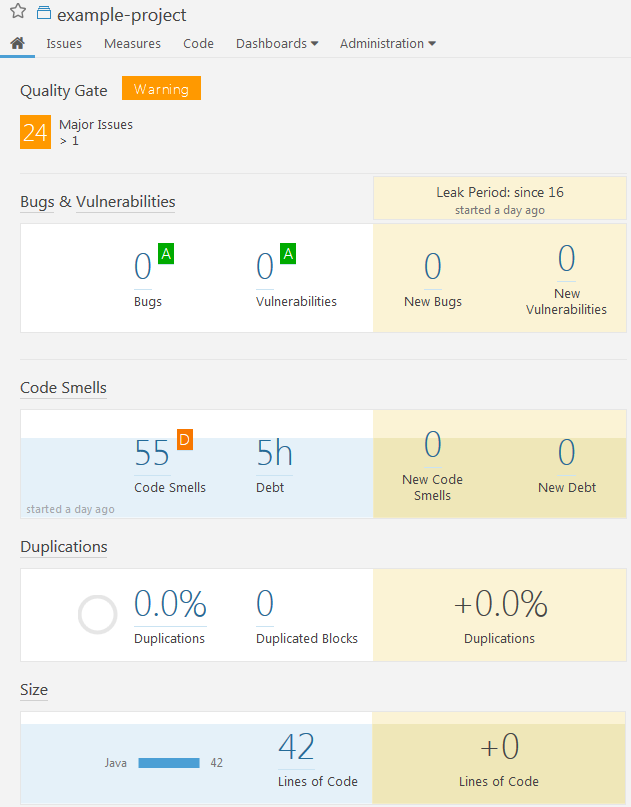 example-project
Issues Measures Code Dashboards Administration
Quality Gate Warning
24 Major Issues
> 1
Bugs & Vulnerabilities
Leak Period: since 16
started a day ago
0 A 0 A 0 0
Bugs Vulnerabilities New Bugs New
Vulnerabilities
Code Smells
55 D 5h 0 0
Code Smells Debt New Code
Smells New Debt
started a day ago
Duplications
0.0% 0 +0.0%
Duplications Duplicated Blocks Duplications
Size
Java 42 42 +0
Lines of Code Lines of Code